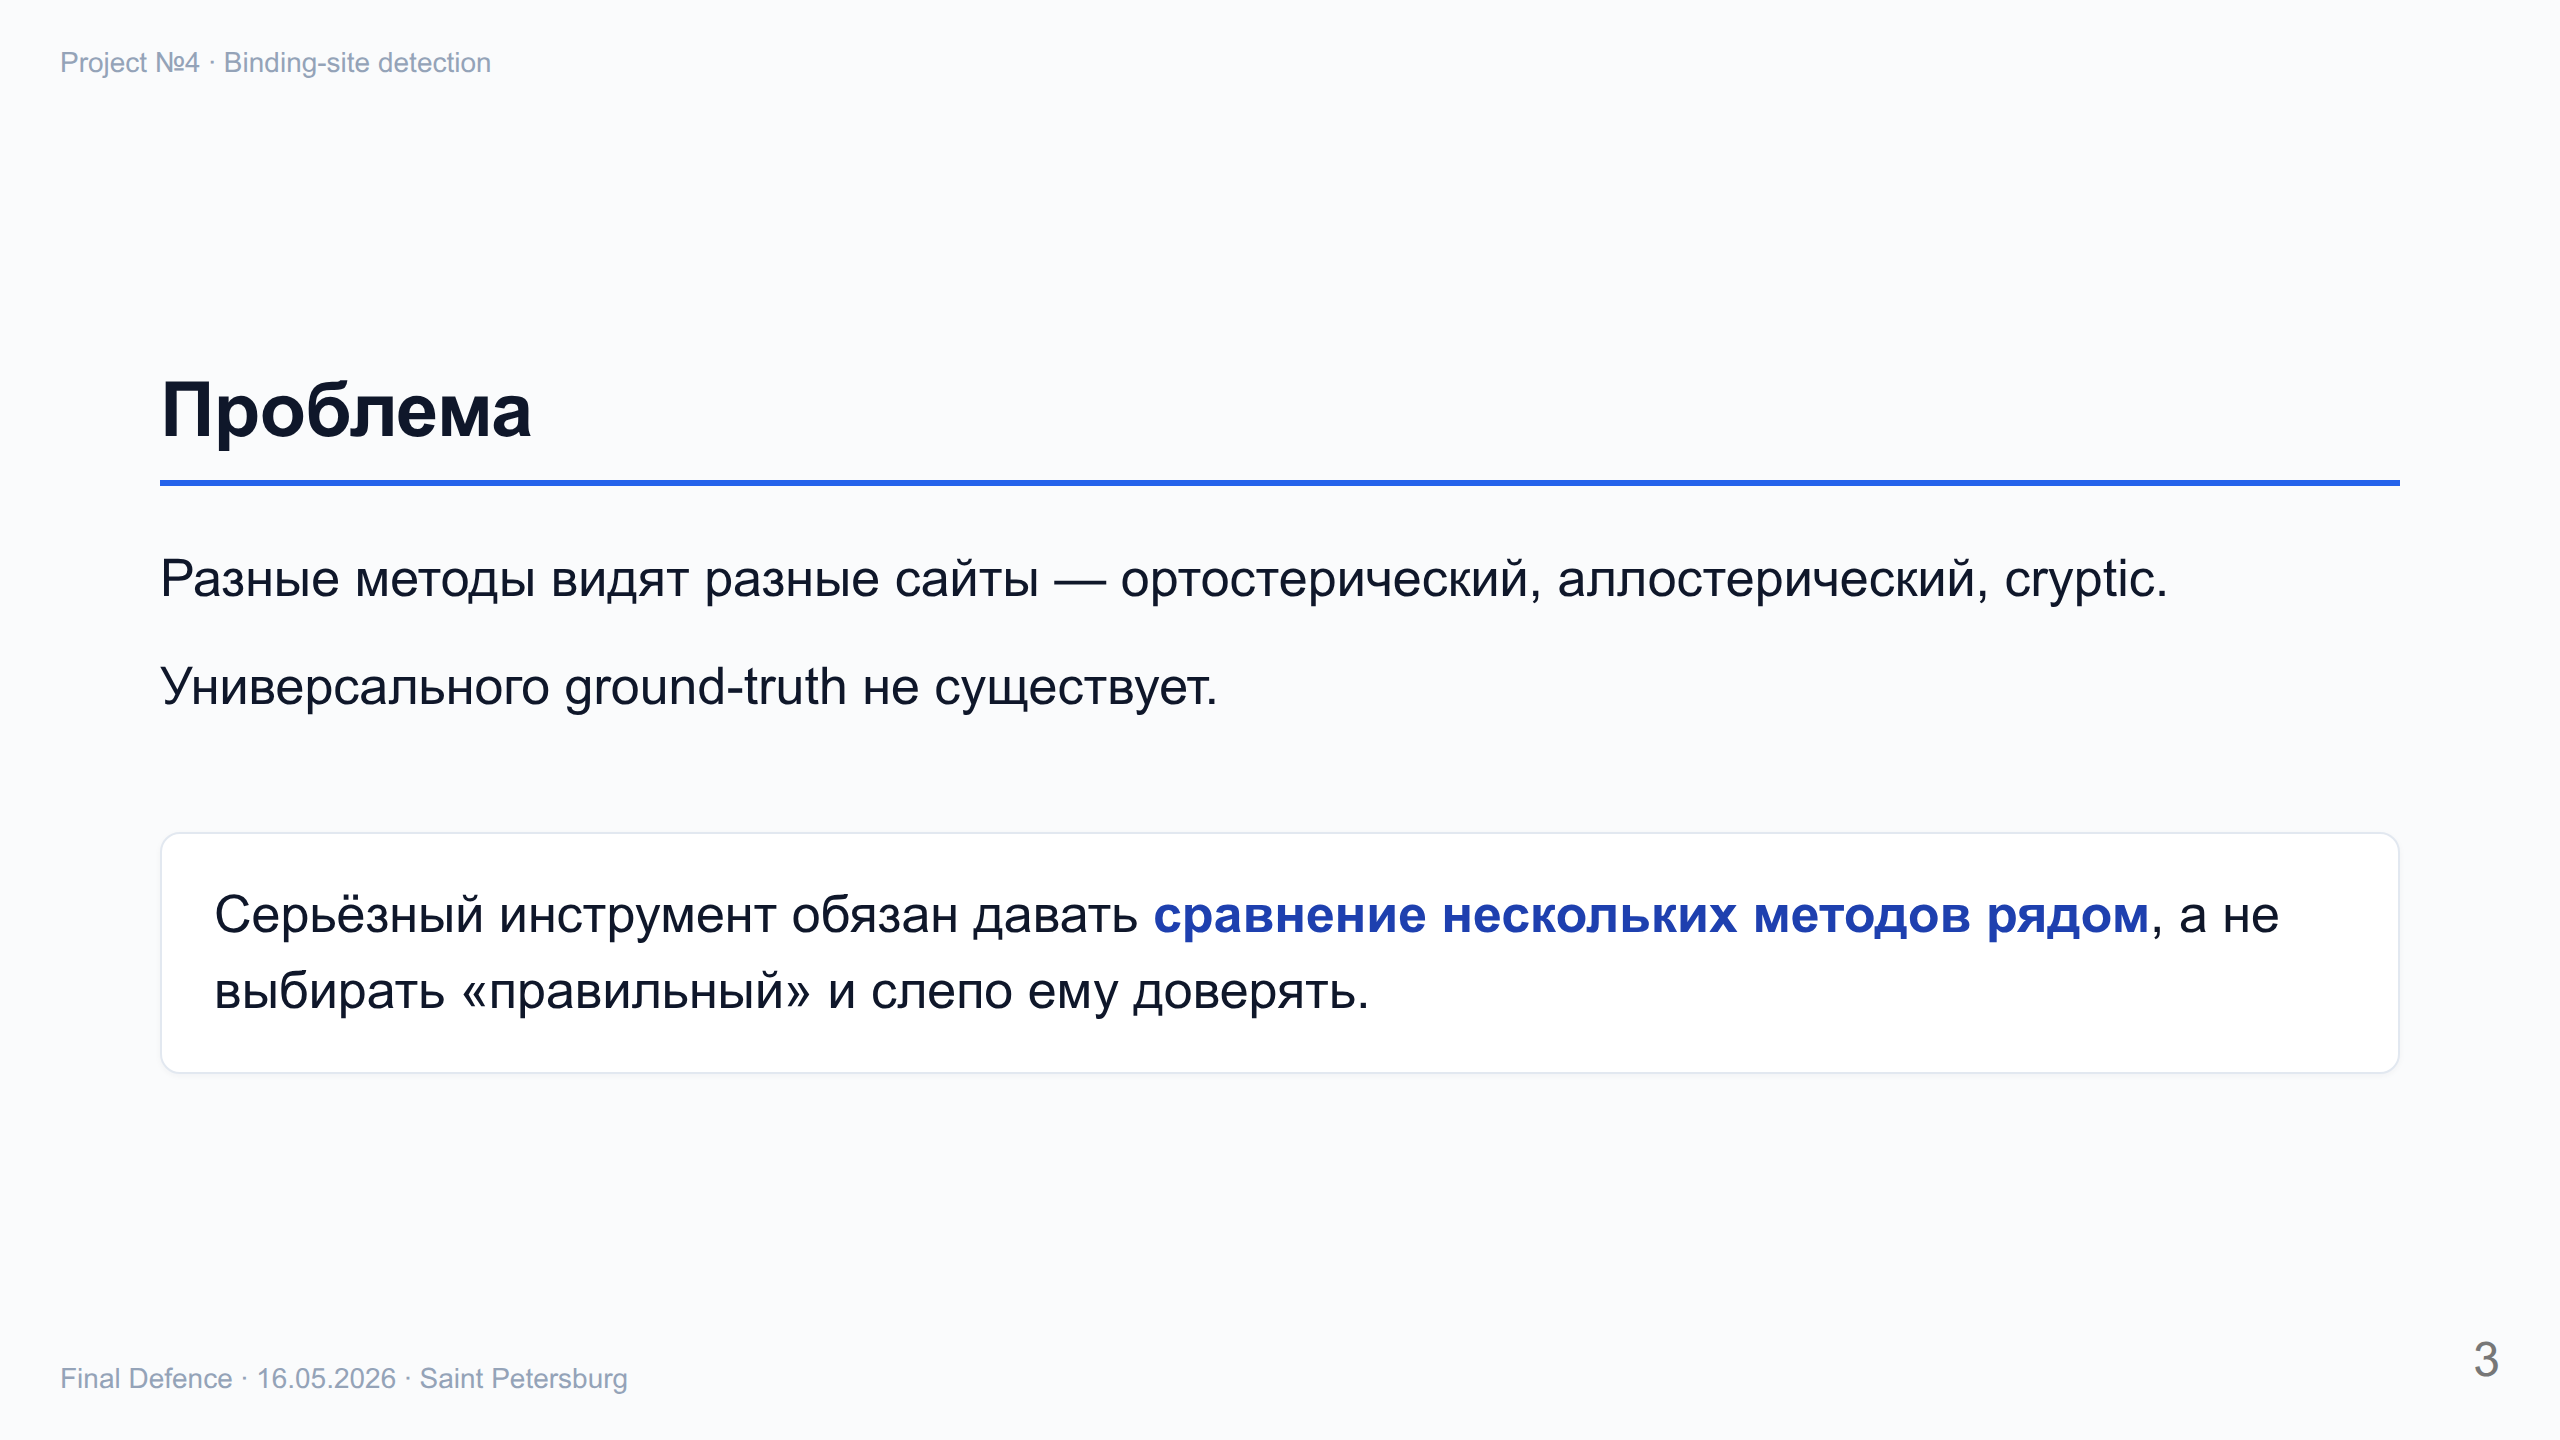 Project №4 · Binding-site detection
Проблема
Разные методы видят разные сайты — ортостерический, аллостерический, cryptic.
Универсального ground-truth не существует.
Серьёзный инструмент обязан давать сравнение нескольких методов рядом, а не
выбирать «правильный» и слепо ему доверять.
Final Defence · 16.05.2026 · Saint Petersburg
3